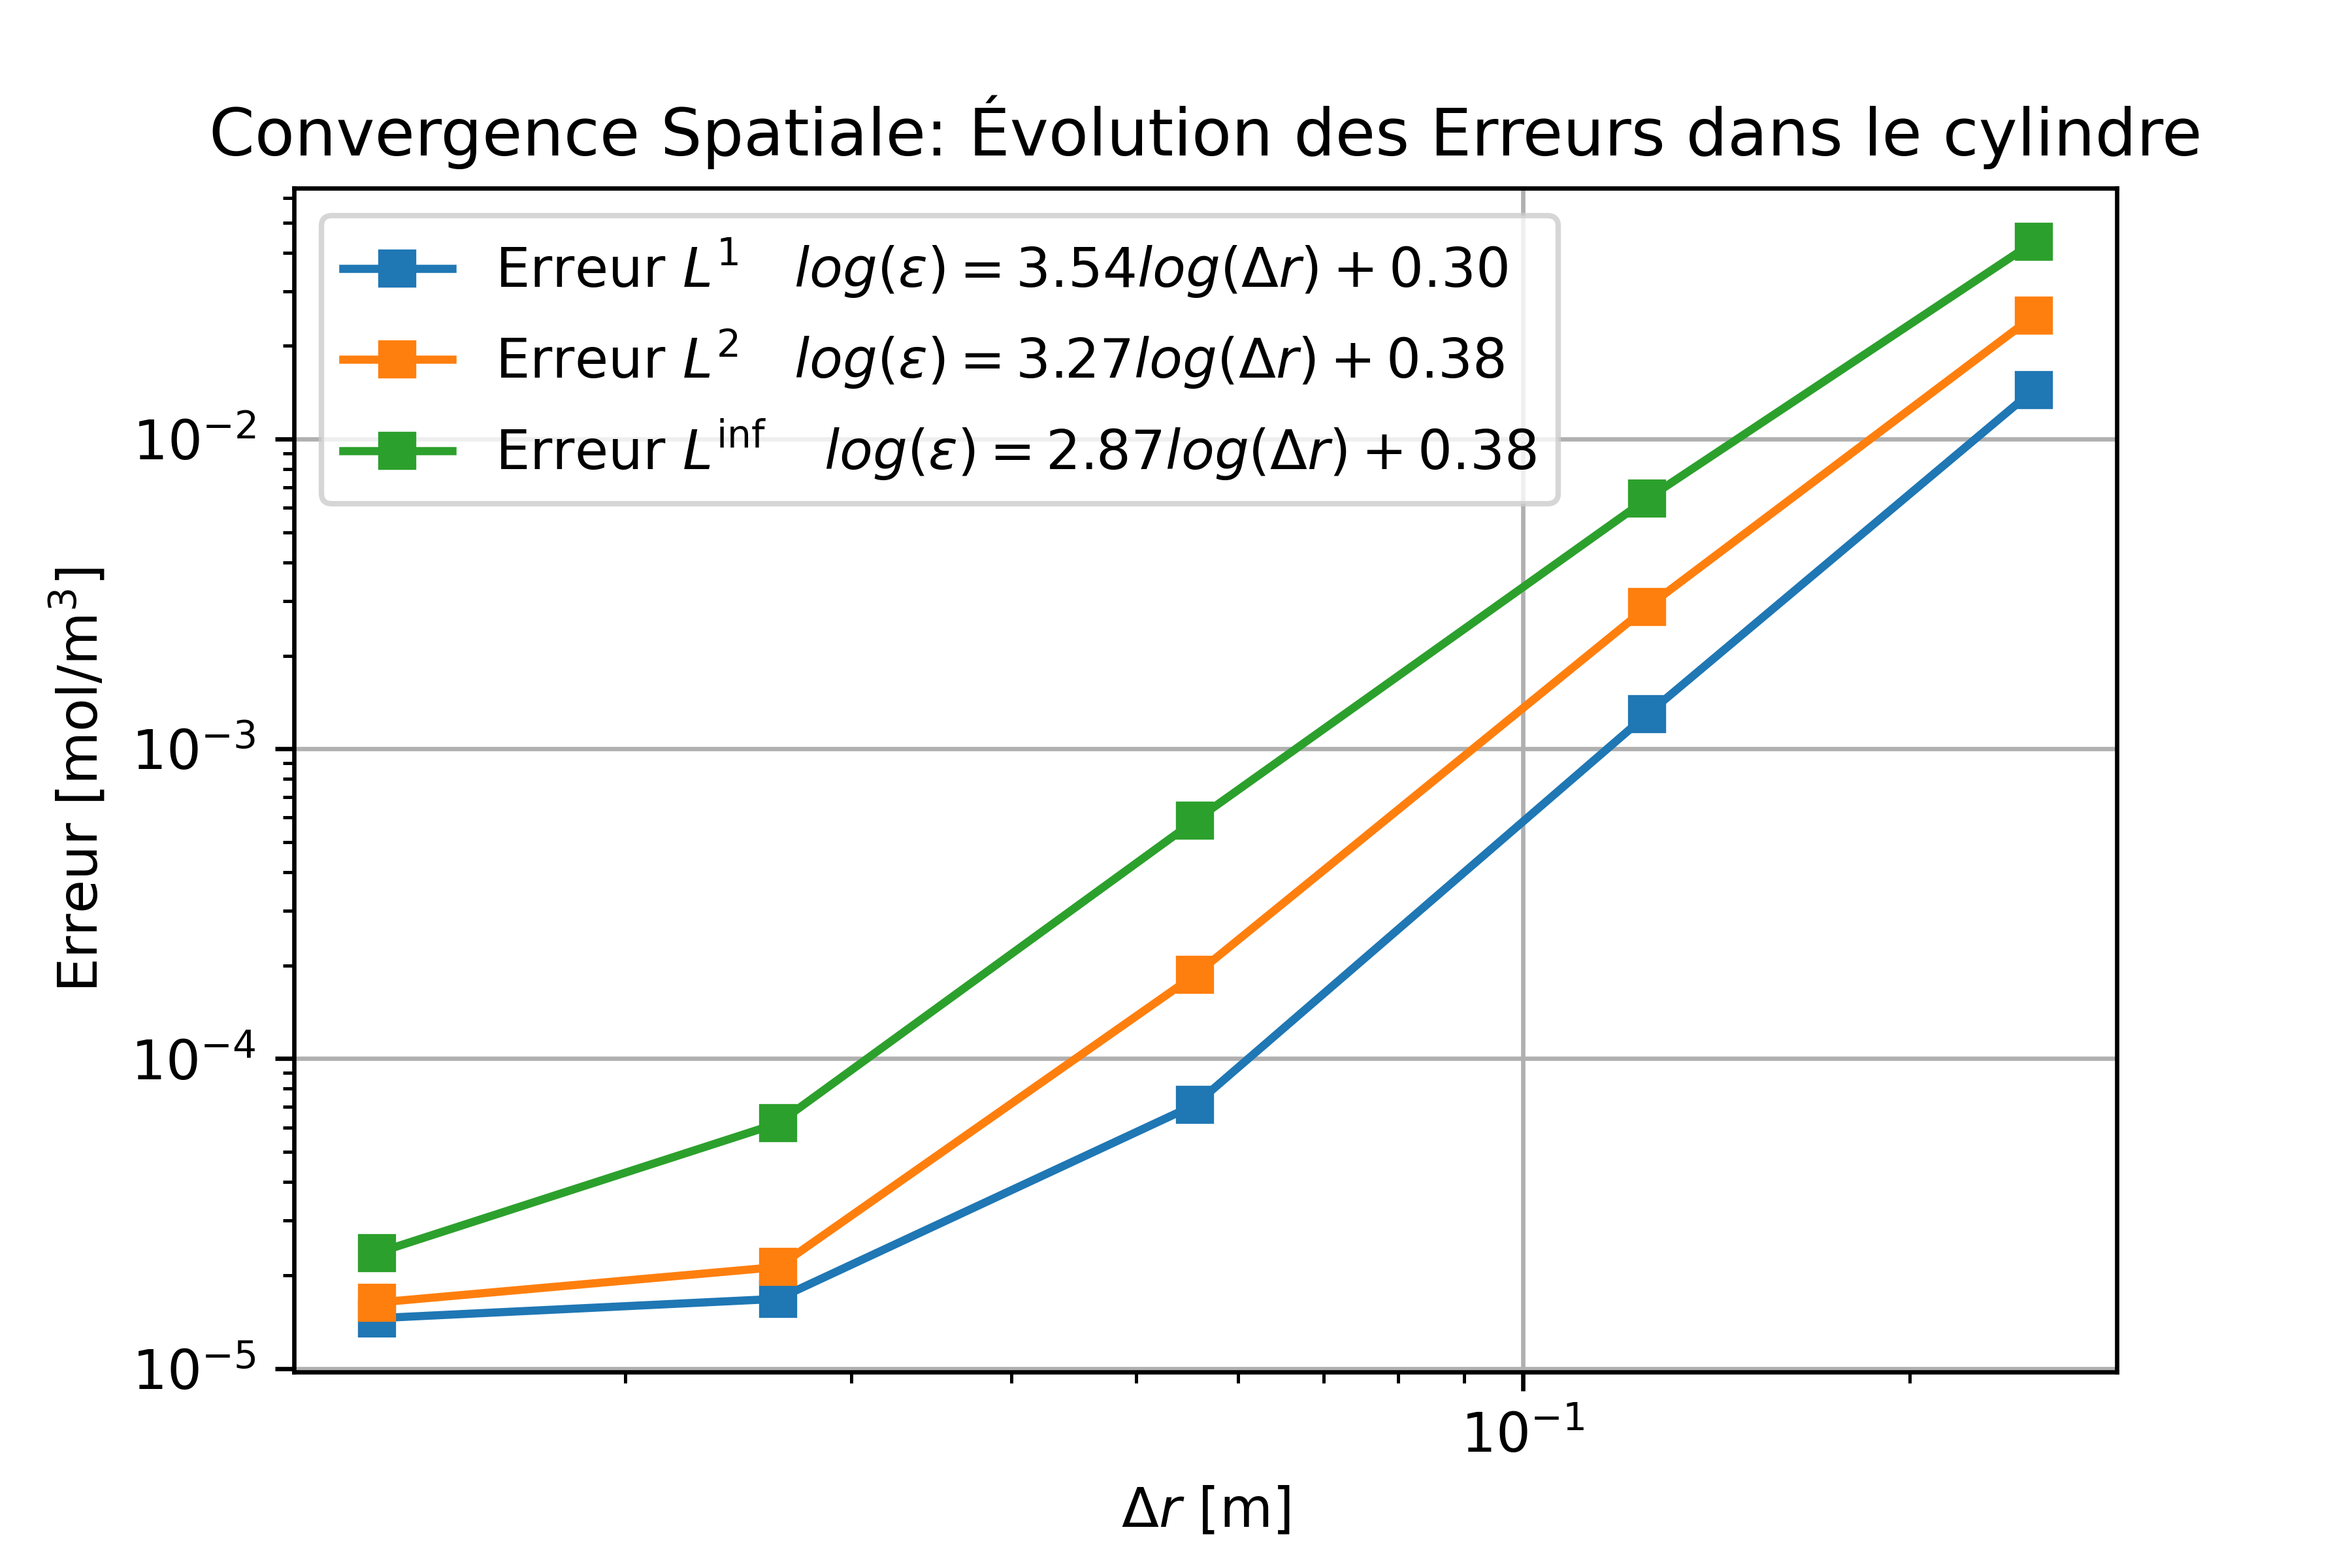 Convergence Spatiale: Évolution des Erreurs dans le cylindre
Erreur L¹ log(ε) = 3.54log(Δr) + 0.30
Erreur L² log(ε) = 3.27log(Δr) + 0.38
Erreur L^inf log(ε) = 2.87log(Δr) + 0.38
Erreur [mol/m³]
10⁻²
10⁻³
10⁻⁴
10⁻⁵
10⁻¹
Δr [m]